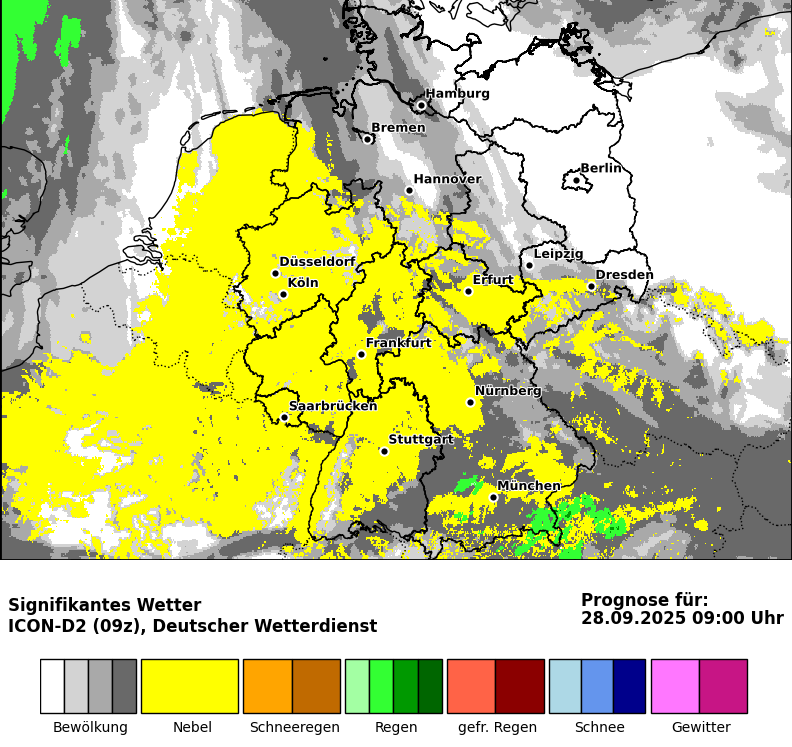 Hamburg
Bremen
Berlin
Hannover
Leipzig
Düsseldorf
Dresden
Köln
Erfurt
Frankfurt
Nürnberg
Saarbrücken
Stuttgart
München
Signifikantes Wetter
ICON-D2 (09z), Deutscher Wetterdienst
Prognose für:
28.09.2025 09:00 Uhr
Bewölkung
Nebel
Schneeregen
Regen
gefr. Regen
Schnee
Gewitter